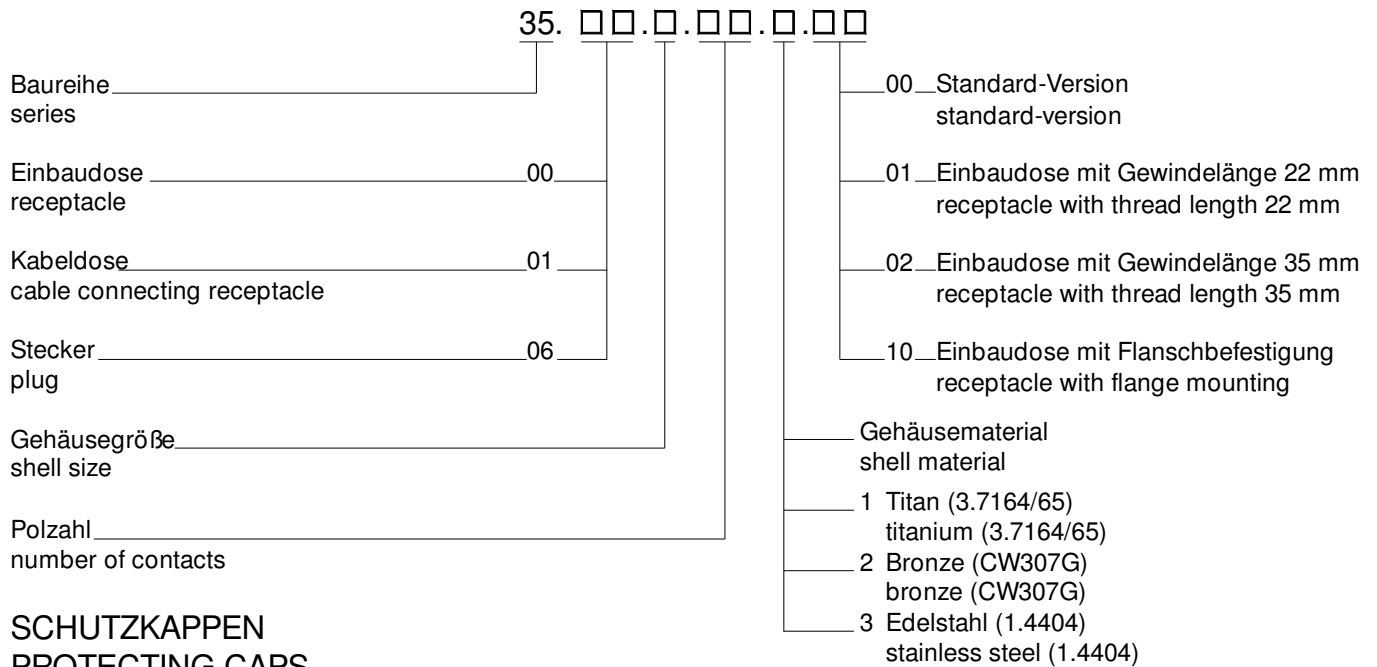 35. □□.□.□□.□.□□
Baureihe
series
Einbaudose 00
receptacle
Kabeldose 01
cable connecting receptacle
Stecker 06
plug
Gehäusegröße
shell size
Polzahl
number of contacts
00 Standard-Version
standard-version
01 Einbaudose mit Gewindelänge 22 mm
receptacle with thread length 22 mm
02 Einbaudose mit Gewindelänge 35 mm
receptacle with thread length 35 mm
10 Einbaudose mit Flanschbefestigung
receptacle with flange mounting
Gehäusematerial
shell material
1 Titan (3.7164/65)
titanium (3.7164/65)
2 Bronze (CW307G)
bronze (CW307G)
3 Edelstahl (1.4404)
stainless steel (1.4404)
SCHUTZKAPPEN
PROTECTING CAPS